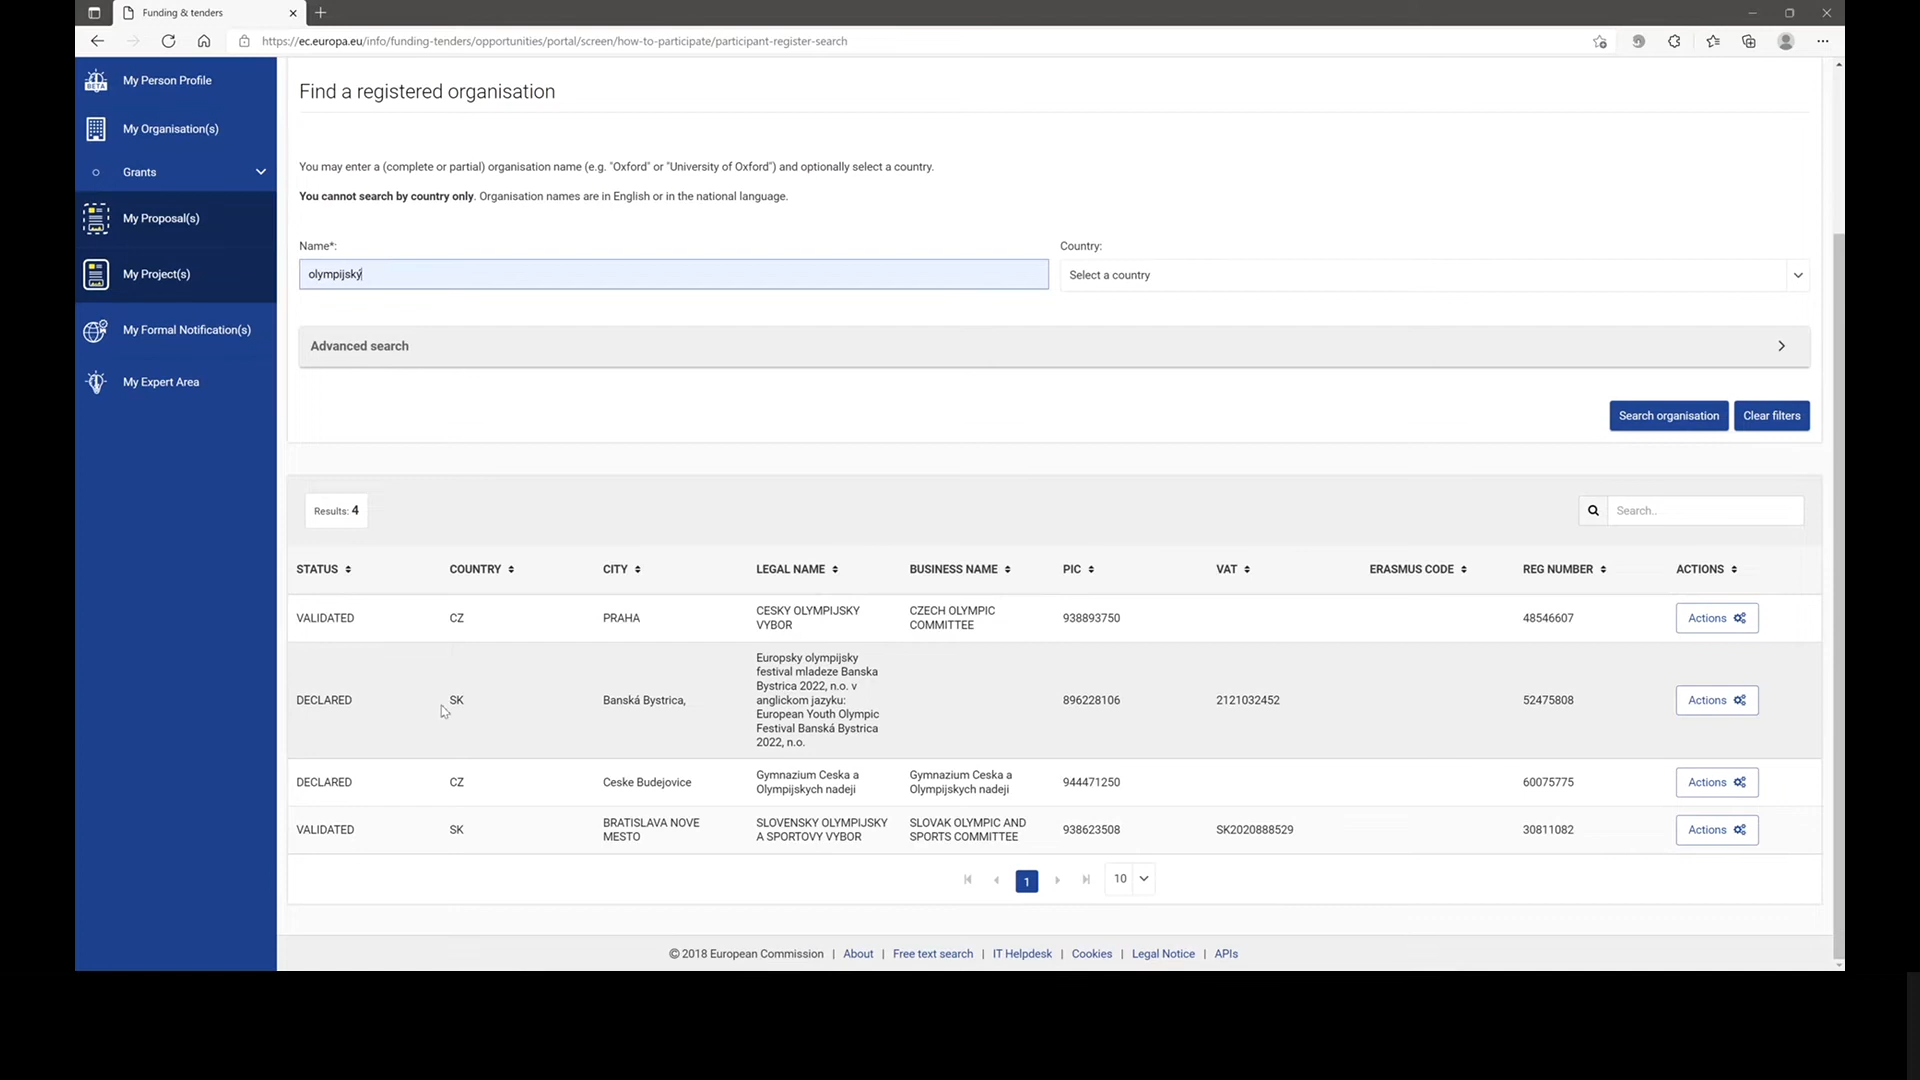 Funding & tenders
https://ec.europa.eu/info/funding-tenders/opportunities/portal/screen/how-to-participate/participant-register-search
BETA
My Person Profile
My Organisation(s)
Grants
My Proposal(s)
My Project(s)
My Formal Notification(s)
My Expert Area
Find a registered organisation
You may enter a (complete or partial) organisation name (e.g. "Oxford" or "University of Oxford") and optionally select a country.
You cannot search by country only. Organisation names are in English or in the national language.
Name*: Country:
olympijský Select a country
Advanced search
Search organisation Clear filters
Results: 4 Search..
STATUS COUNTRY CITY LEGAL NAME BUSINESS NAME PIC VAT ERASMUS CODE REG NUMBER ACTIONS
VALIDATED CZ PRAHA CESKY OLYMPIJSKY CZECH OLYMPIC 938893750 48546607 Actions
VYBOR COMMITTEE
Europsky olympijsky
festival mladeze Banska
Bystrica 2022, n.o. v
DECLARED SK Banská Bystrica, anglickom jazyku: 896228106 2121032452 52475808 Actions
European Youth Olympic
Festival Banská Bystrica
2022, n.o.
DECLARED CZ Ceske Budejovice Gymnazium Ceska a Gymnazium Ceska a 944471250 60075775 Actions
Olympijskych nadeji Olympijskych nadeji
VALIDATED SK BRATISLAVA NOVE SLOVENSKY OLYMPIJSKY SLOVAK OLYMPIC AND 938623508 SK2020888529 30811082 Actions
MESTO A SPORTOVY VYBOR SPORTS COMMITTEE
1 10
© 2018 European Commission | About | Free text search | IT Helpdesk | Cookies | Legal Notice | APIs